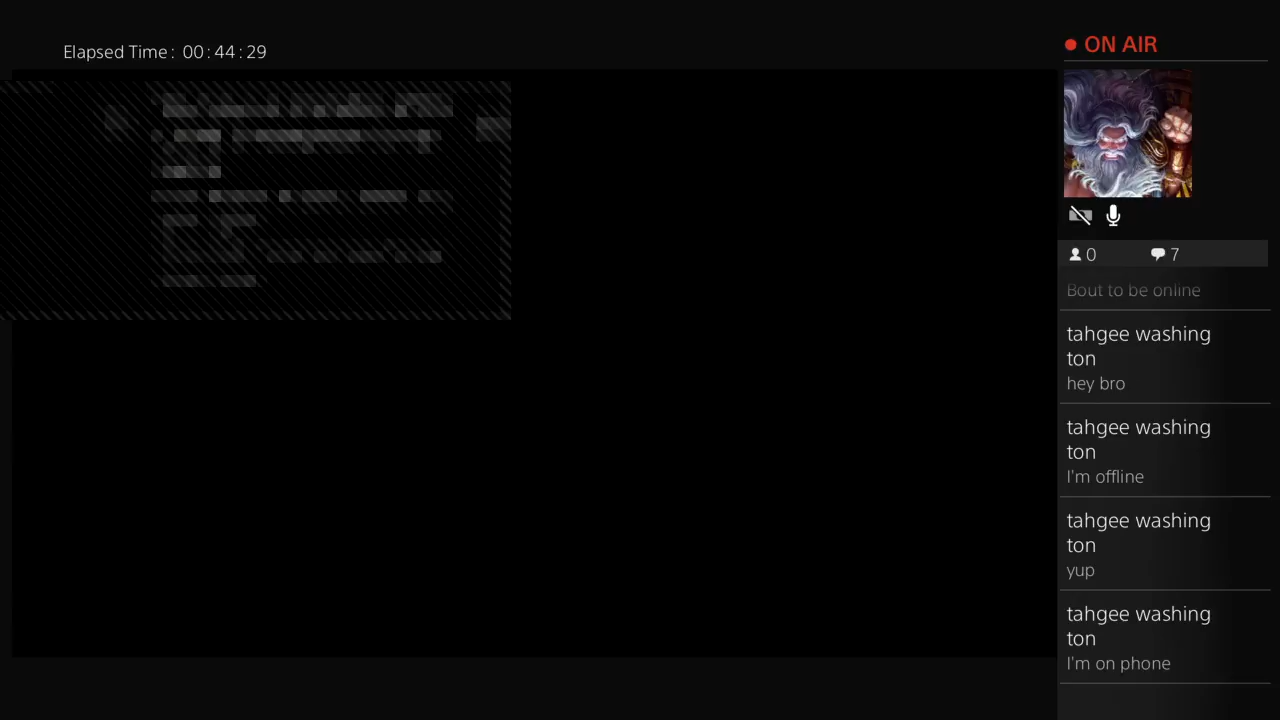 Elapsed Time: 00:44:29
ON AIR
0
7
Bout to be online
tahgee washing
ton
hey bro
tahgee washing
ton
I'm offline
tahgee washing
ton
yup
tahgee washing
ton
I'm on phone